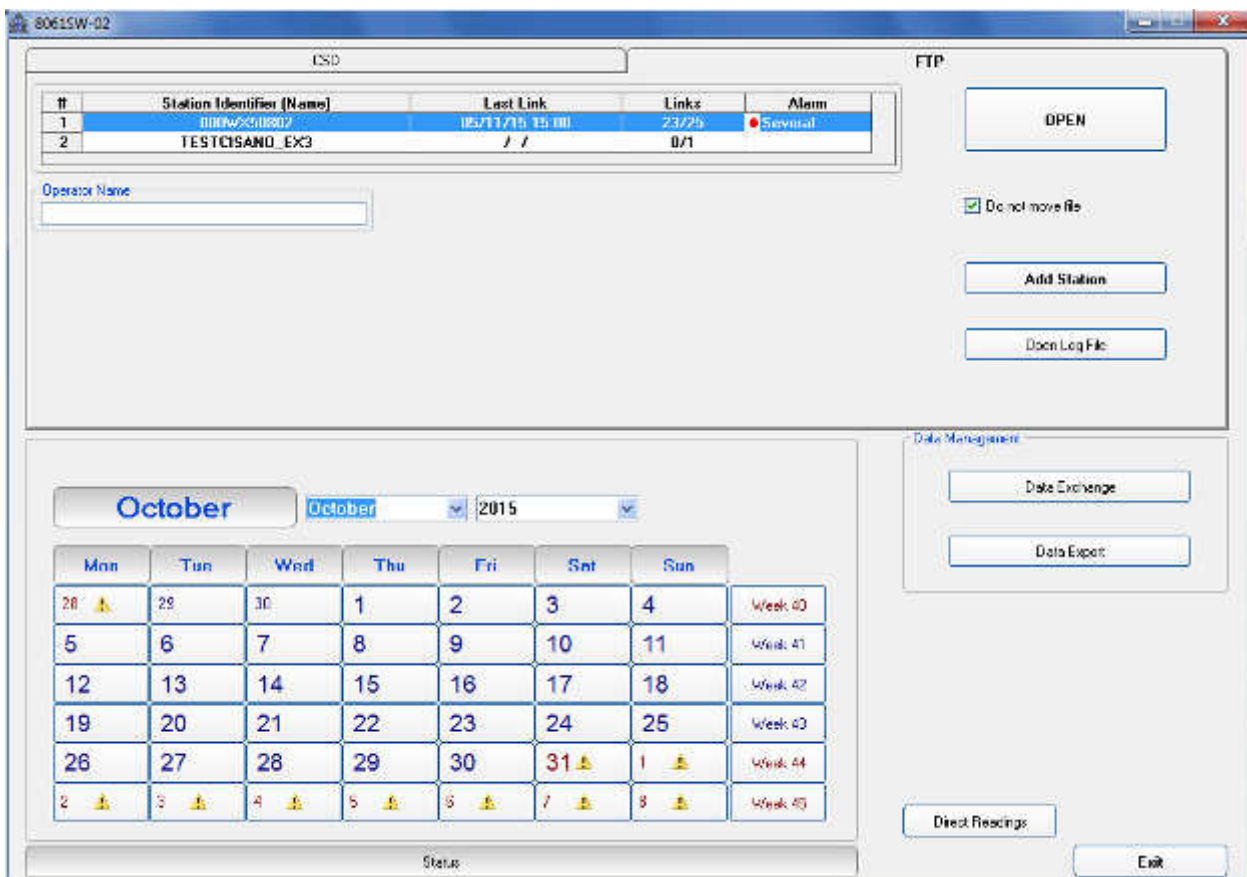 8061SW-02
CSD FTP
# Station Identifier (Name) Last Link Links Alarm
1 000WX50802 05/11/15 15:00 23/25 Several
2 TESTCISANO_EX3 / / 0/1
OPEN
Operator Name
Do not move file
Add Station
Open Log File
Data Management
Data Exchange
Data Export
October October 2015
Mon Tue Wed Thu Fri Sat Sun
28 29 30 1 2 3 4 Week 40
5 6 7 8 9 10 11 Week 41
12 13 14 15 16 17 18 Week 42
19 20 21 22 23 24 25 Week 43
26 27 28 29 30 31 1 Week 44
2 3 4 5 6 7 8 Week 45
Direct Readings
Status
Exit